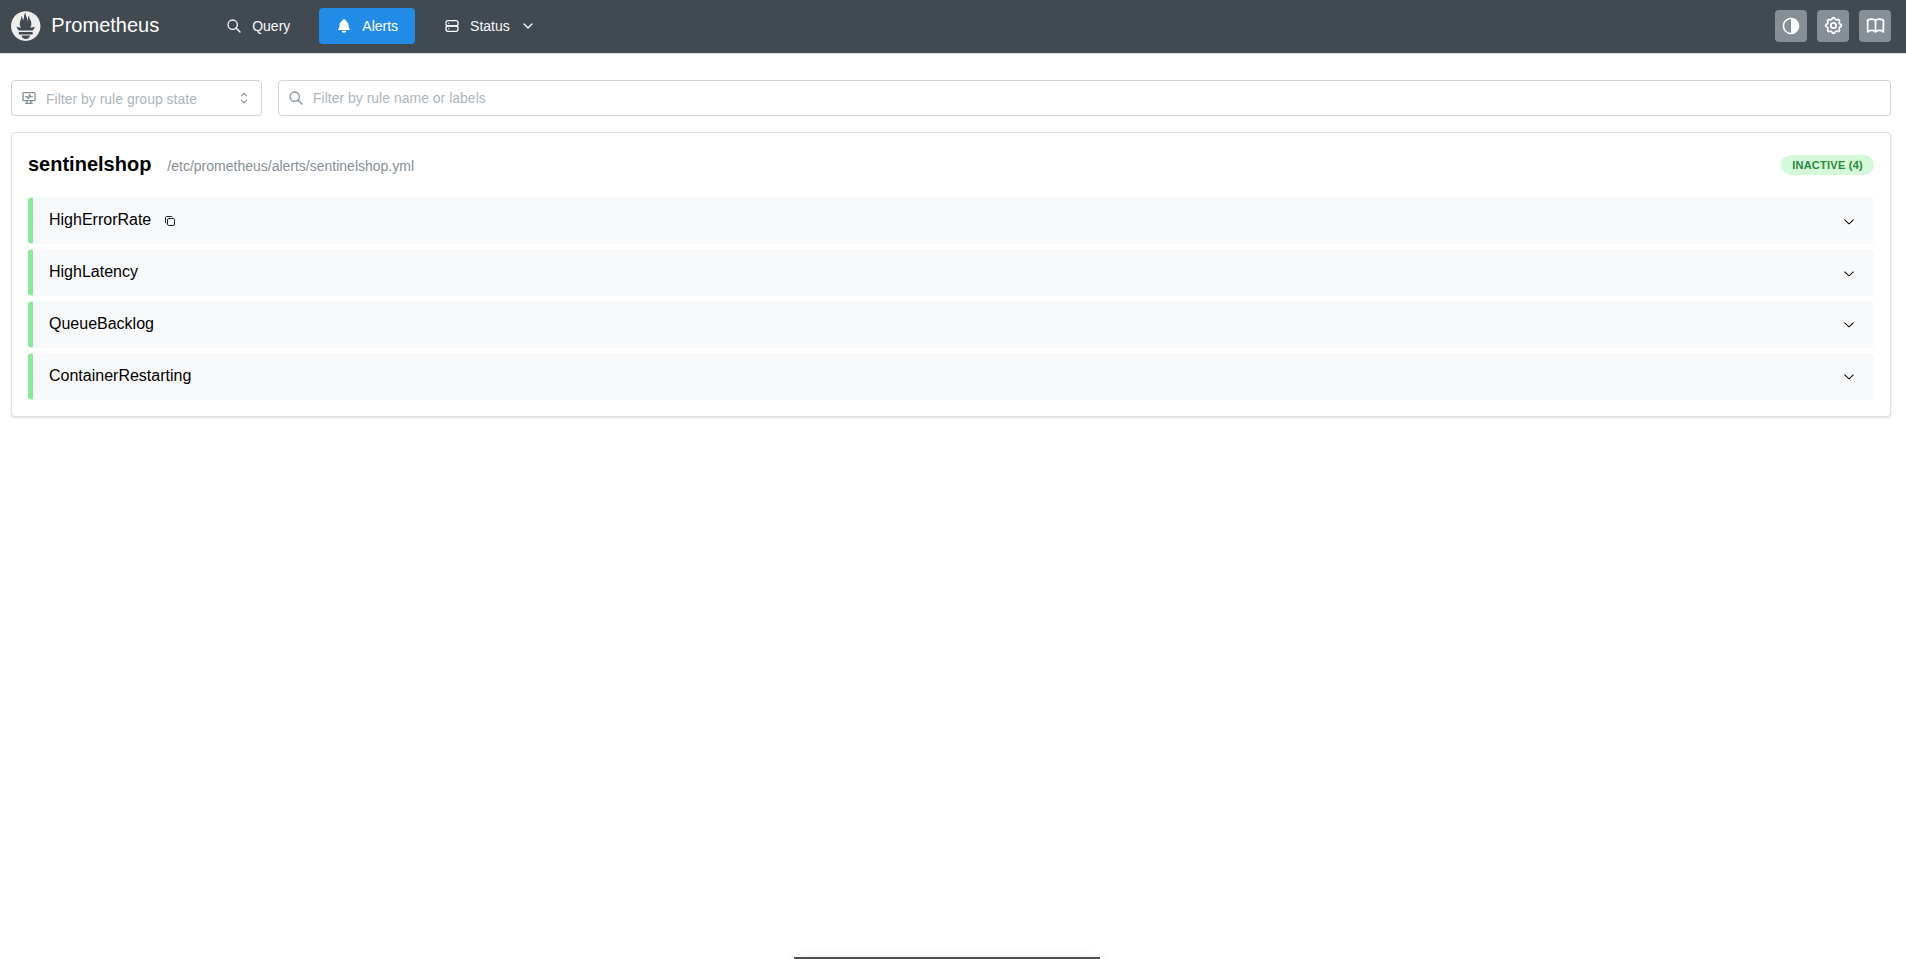 Prometheus
Query
Alerts
Status
Filter by rule group state
Filter by rule name or labels
sentinelshop
/etc/prometheus/alerts/sentinelshop.yml
INACTIVE (4)
HighErrorRate
HighLatency
QueueBacklog
ContainerRestarting